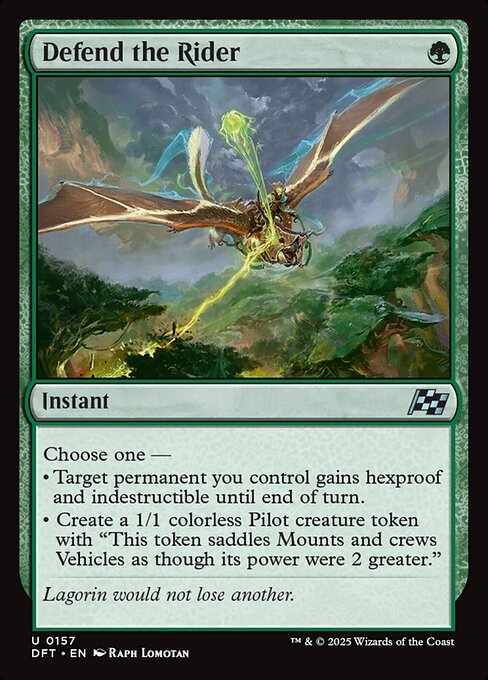 Defend the Rider
Instant
Choose one —
• Target permanent you control gains hexproof
and indestructible until end of turn.
• Create a 1/1 colorless Pilot creature token
with “This token saddles Mounts and crews
Vehicles as though its power were 2 greater.”
Lagorin would not lose another.
U 0157
DFT • EN Raph Lomotan
™ & © 2025 Wizards of the Coast